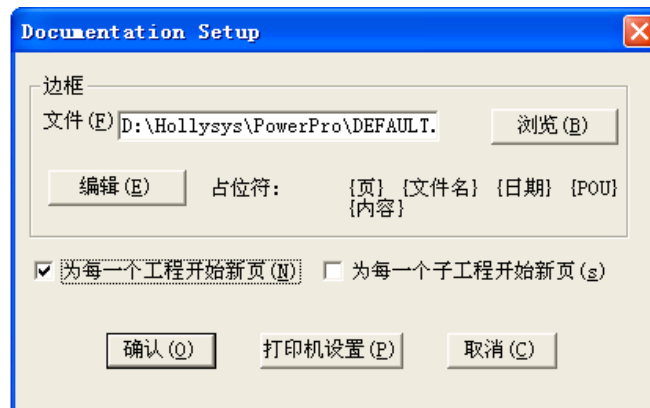 Documentation Setup
边框
文件(F) D:\Hollysys\PowerPro\DEFAULT. 浏览(B)
编辑(E) 占位符: {页} {文件名} {日期} {POU}
{内容}
为每一个工程开始新页(N) 为每一个子工程开始新页(s)
确认(O) 打印机设置(P) 取消(C)